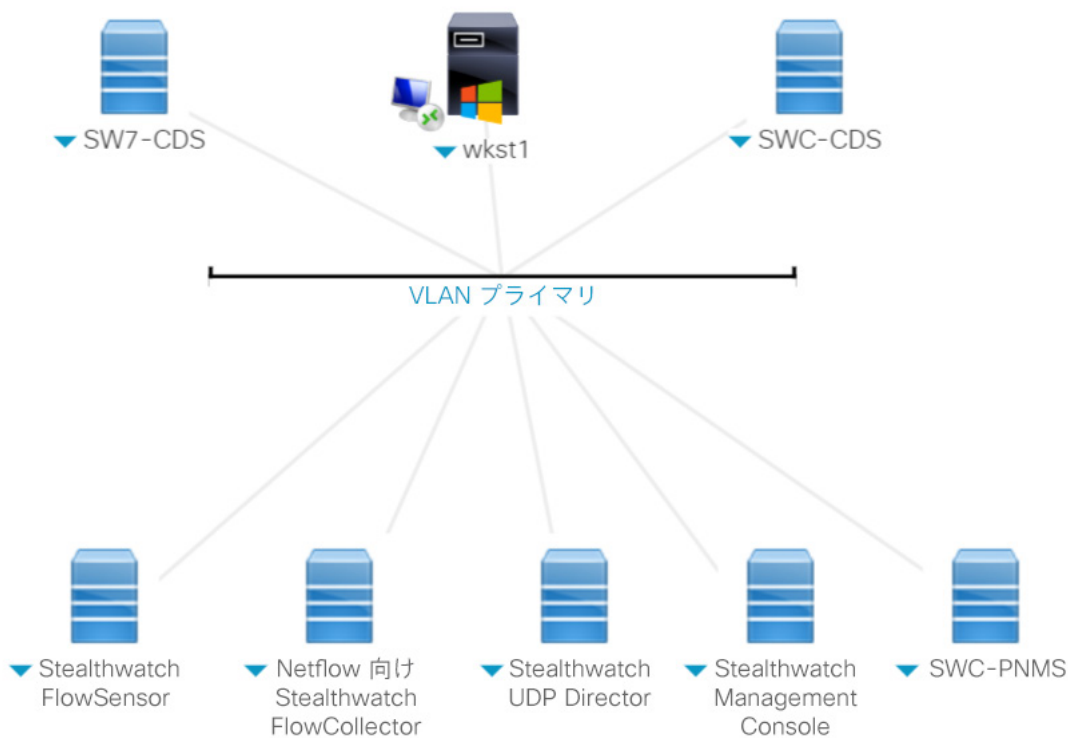 SW7-CDS
wkst1
SWC-CDS
VLAN プライマリ
Stealthwatch
FlowSensor
Netflow 向け
Stealthwatch
FlowCollector
Stealthwatch
UDP Director
Stealthwatch
Management
Console
SWC-PNMS